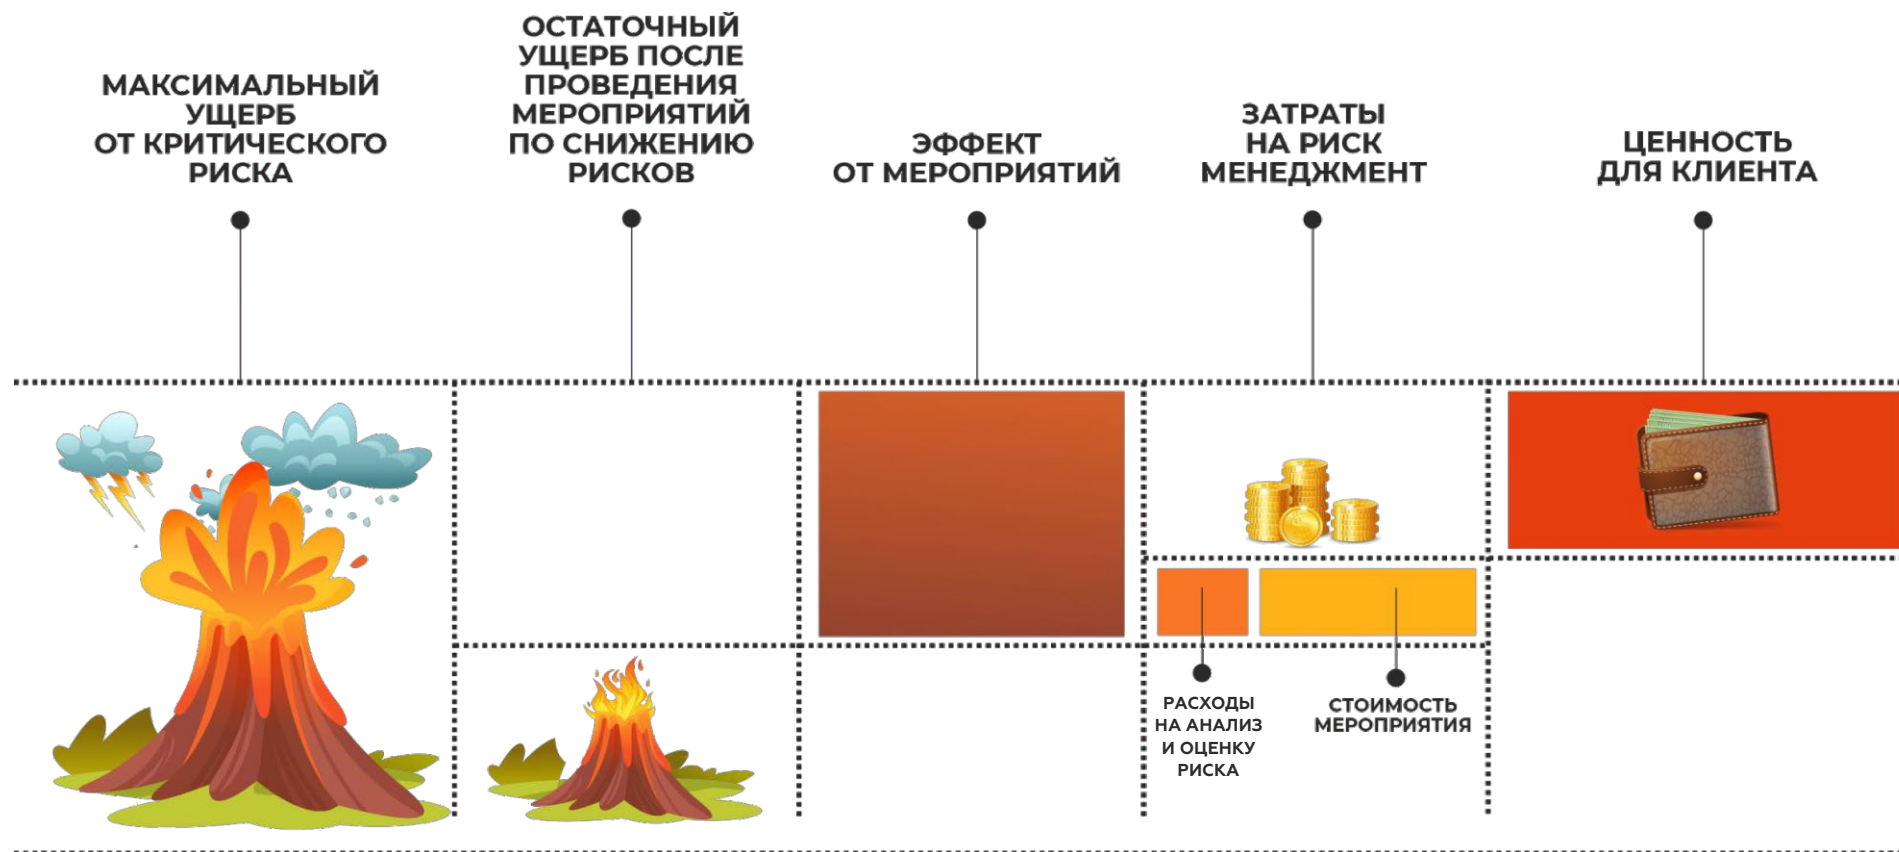 МАКСИМАЛЬНЫЙ
УЩЕРБ
ОТ КРИТИЧЕСКОГО
РИСКА
ОСТАТОЧНЫЙ
УЩЕРБ ПОСЛЕ
ПРОВЕДЕНИЯ
МЕРОПРИЯТИЙ
ПО СНИЖЕНИЮ
РИСКОВ
ЭФФЕКТ
ОТ МЕРОПРИЯТИЙ
ЗАТРАТЫ
НА РИСК
МЕНЕДЖМЕНТ
ЦЕННОСТЬ
ДЛЯ КЛИЕНТА
РАСХОДЫ
НА АНАЛИЗ
И ОЦЕНКУ
РИСКА
СТОИМОСТЬ
МЕРОПРИЯТИЯ